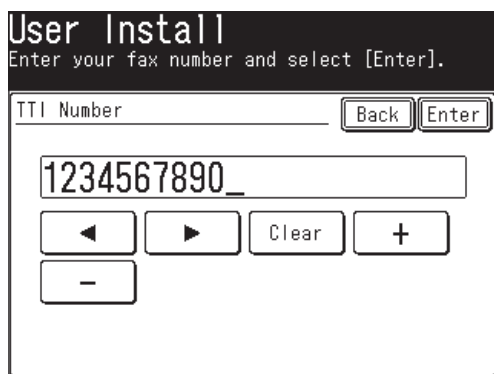 User Install
Enter your fax number and select [Enter].
TTI Number
Back Enter
1234567890_
◀ ▶ Clear +
−